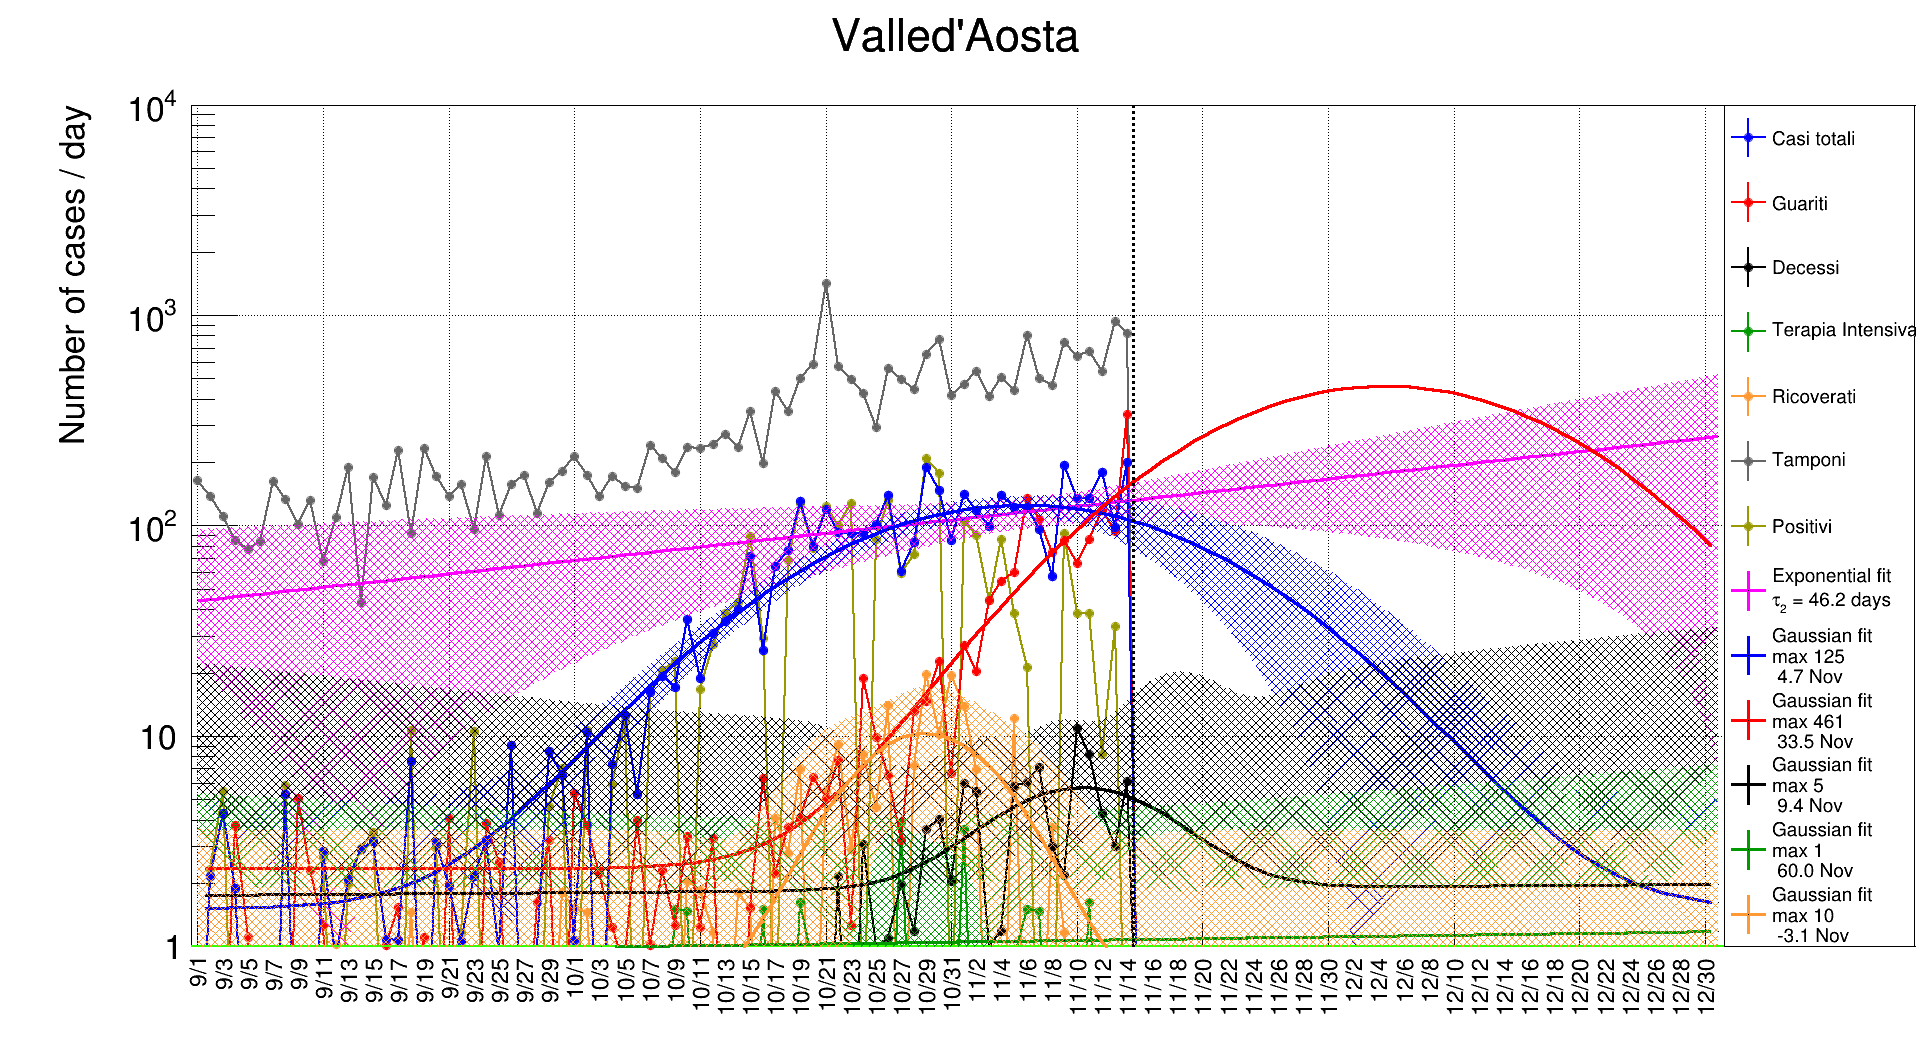 Valled'Aosta
Number of cases / day
10^4
10^3
10^2
10
1
9/1
9/3
9/5
9/7
9/9
9/11
9/13
9/15
9/17
9/19
9/21
9/23
9/25
9/27
9/29
10/1
10/3
10/5
10/7
10/9
10/11
10/13
10/15
10/17
10/19
10/21
10/23
10/25
10/27
10/29
10/31
11/2
11/4
11/6
11/8
11/10
11/12
11/14
11/16
11/18
11/20
11/22
11/24
11/26
11/28
11/30
12/2
12/4
12/6
12/8
12/10
12/12
12/14
12/16
12/18
12/20
12/22
12/24
12/26
12/28
12/30
Casi totali
Guariti
Decessi
Terapia Intensiva
Ricoverati
Tamponi
Positivi
Exponential fit
τ₂ = 46.2 days
Gaussian fit
max 125
4.7 Nov
Gaussian fit
max 461
33.5 Nov
Gaussian fit
max 5
9.4 Nov
Gaussian fit
max 1
60.0 Nov
Gaussian fit
max 10
-3.1 Nov